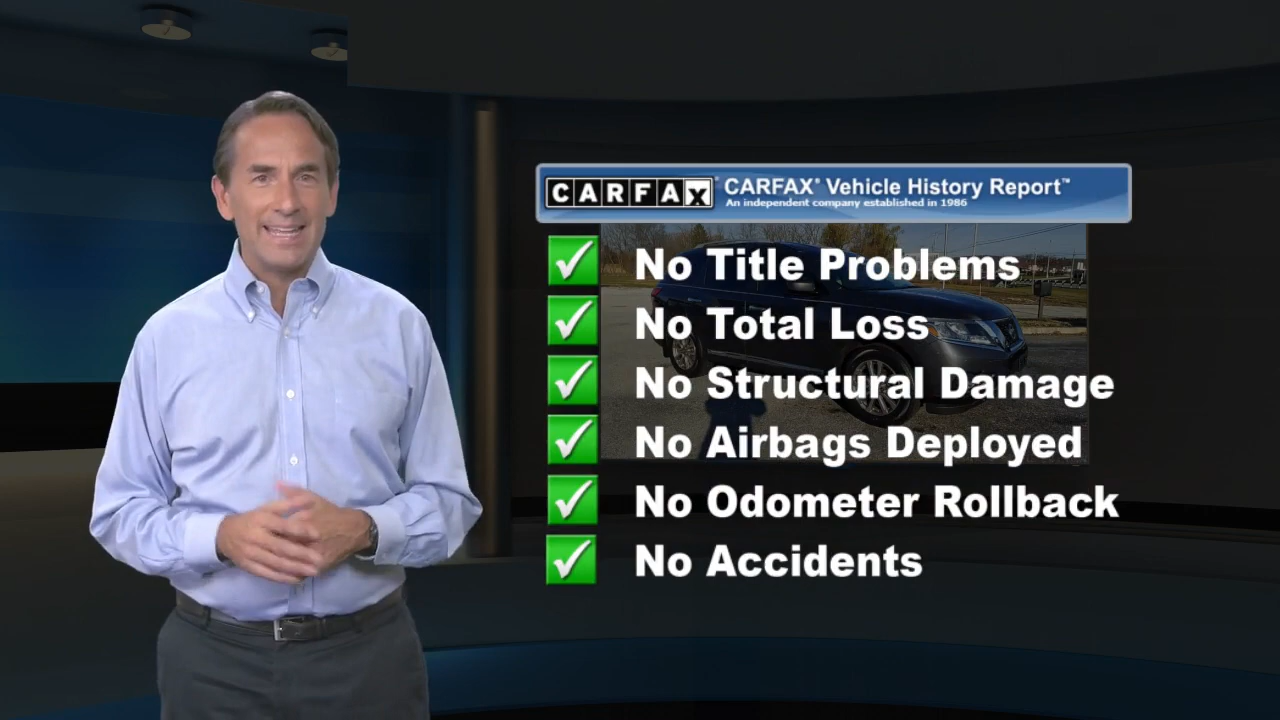 CARFAX
CARFAX® Vehicle History Report™
An independent company established in 1986
No Title Problems
No Total Loss
No Structural Damage
No Airbags Deployed
No Odometer Rollback
No Accidents